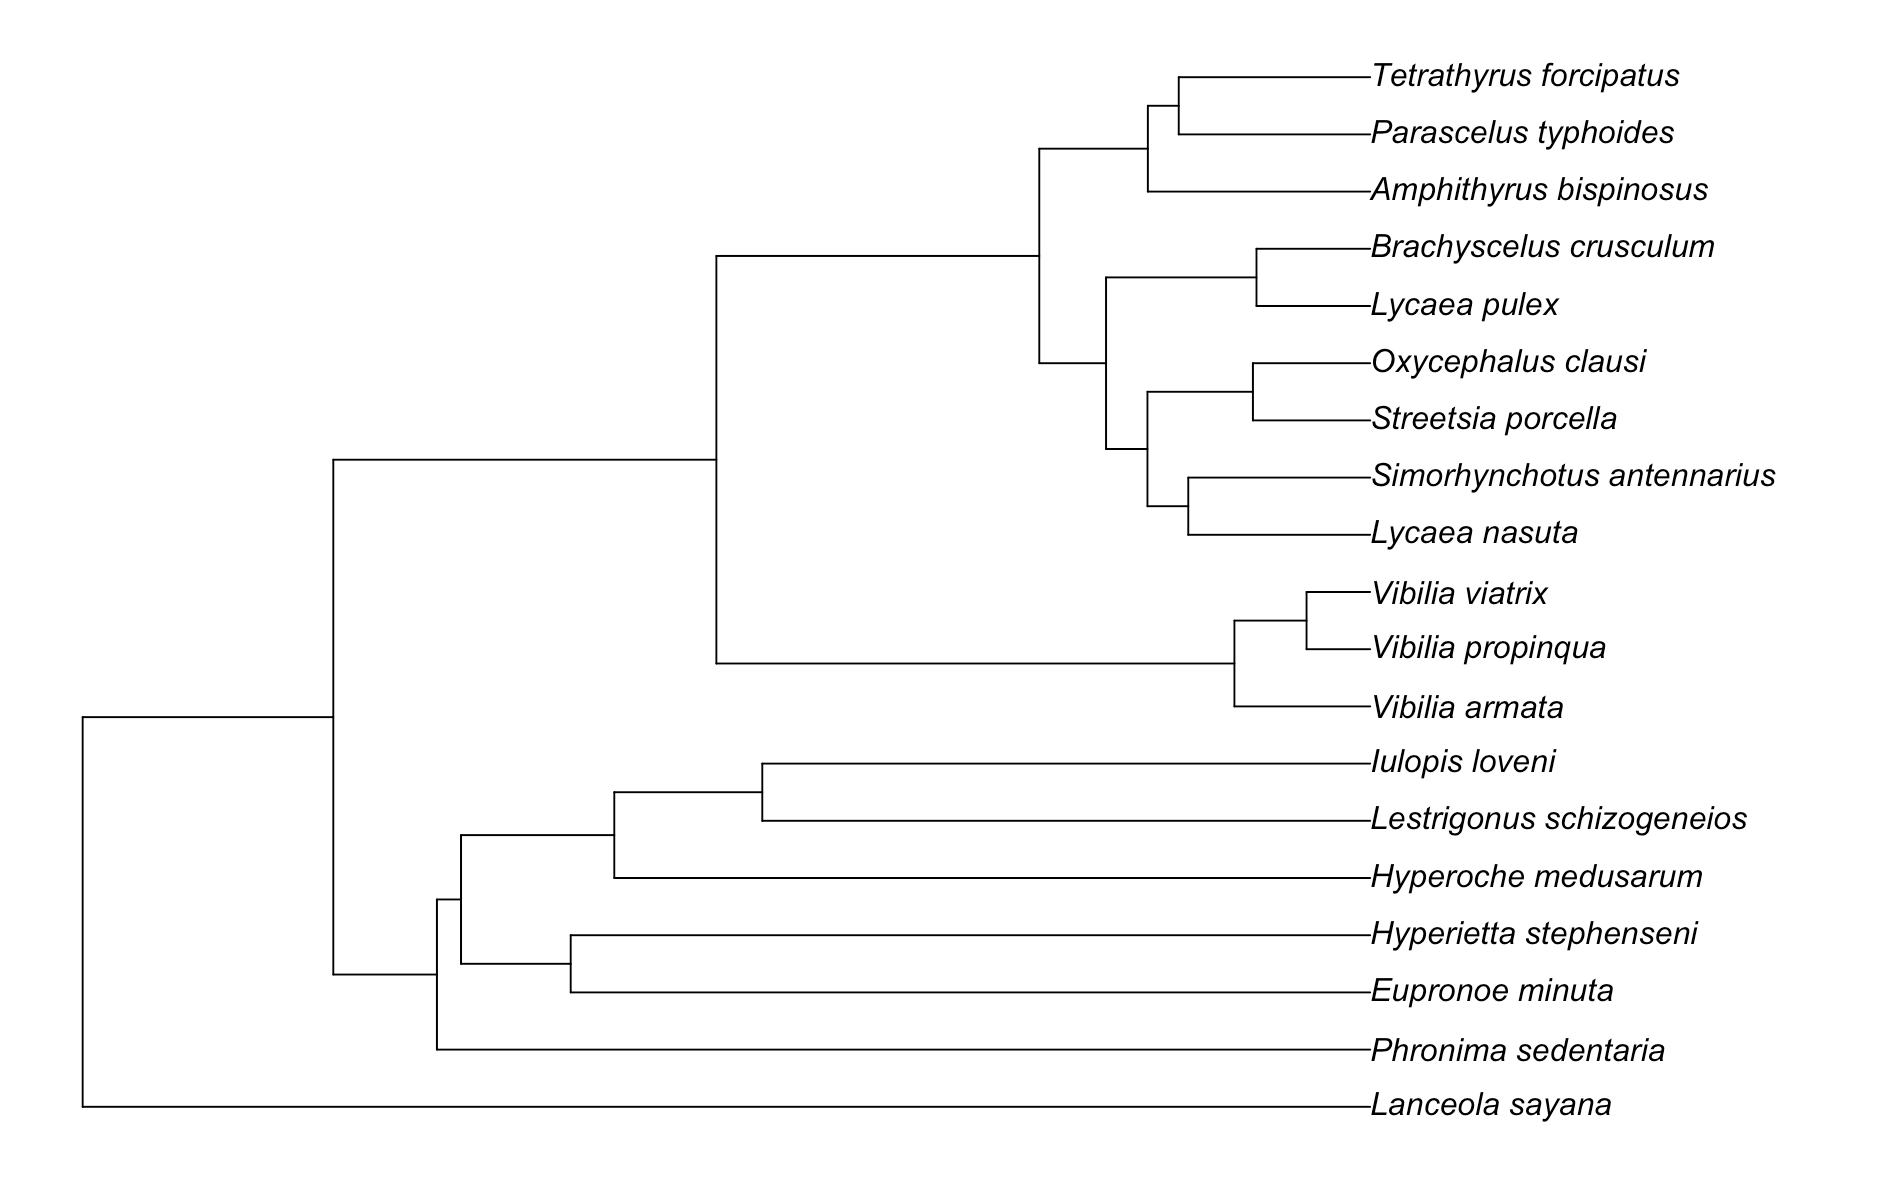 Tetrathyrus forcipatus
Parascelus typhoides
Amphithyrus bispinosus
Brachyscelus crusculum
Lycaea pulex
Oxycephalus clausi
Streetsia porcella
Simorhynchotus antennarius
Lycaea nasuta
Vibilia viatrix
Vibilia propinqua
Vibilia armata
Iulopis loveni
Lestrigonus schizogeneios
Hyperoche medusarum
Hyperietta stephenseni
Eupronoe minuta
Phronima sedentaria
Lanceola sayana